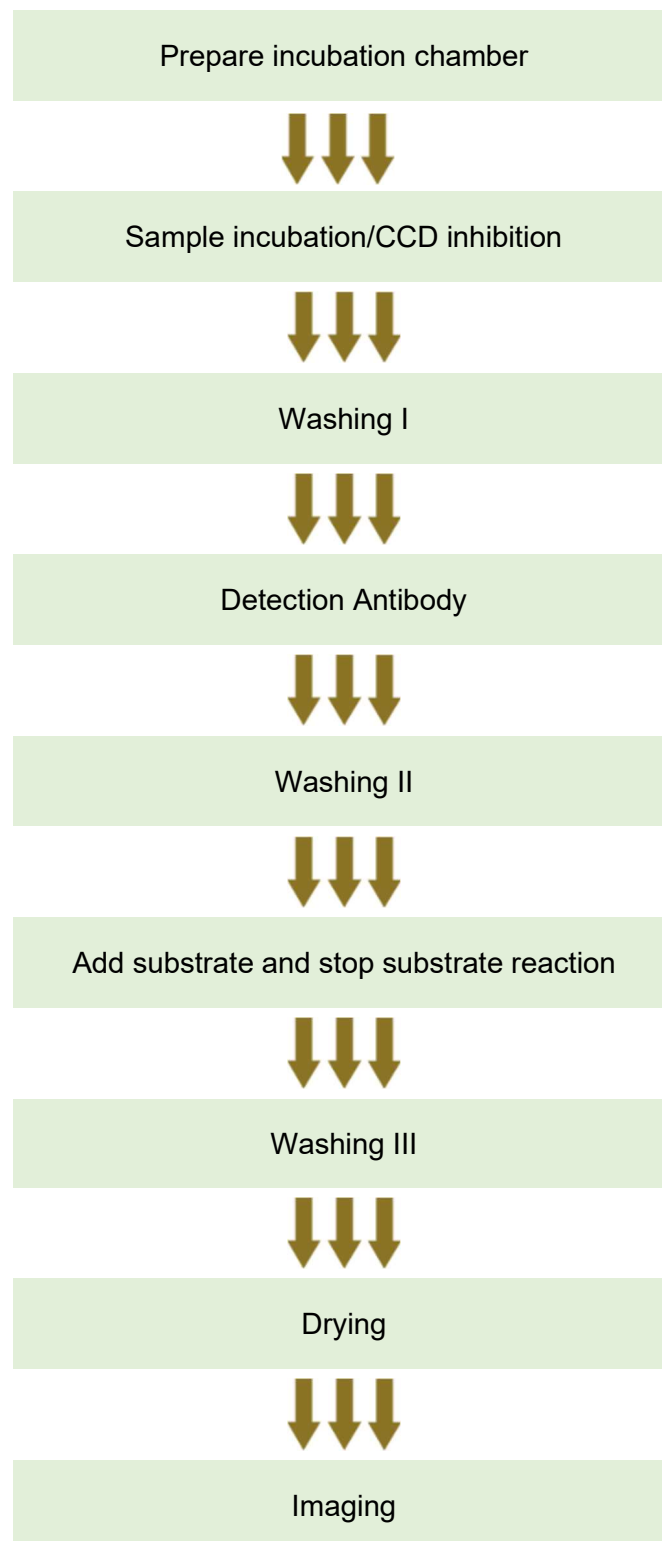 Prepare incubation chamber
Sample incubation/CCD inhibition
Washing I
Detection Antibody
Washing II
Add substrate and stop substrate reaction
Washing III
Drying
Imaging